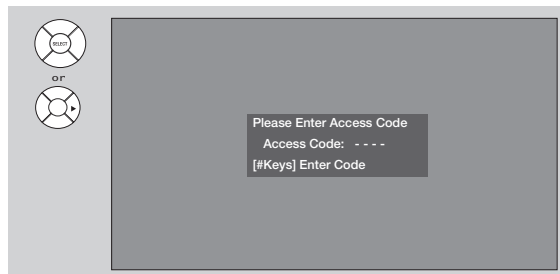 SELECT
or
Please Enter Access Code
Access Code: - - - -
[#Keys] Enter Code